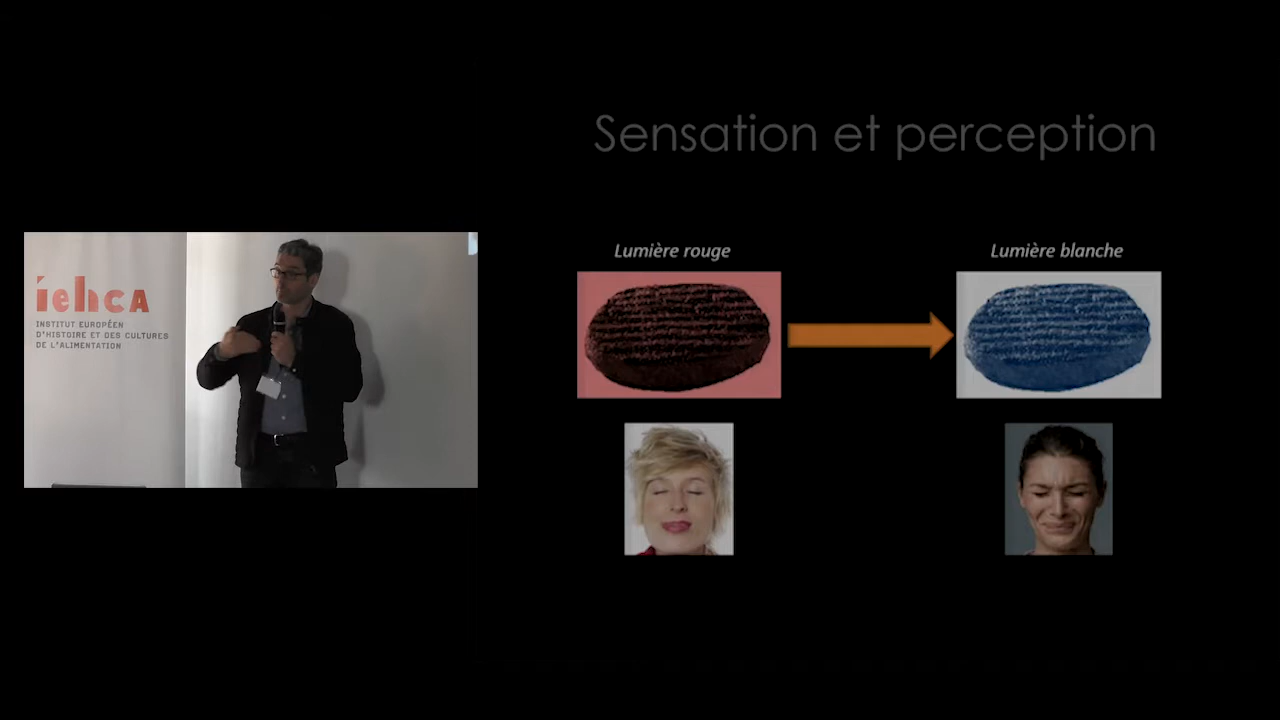 Sensation et perception
Lumière rouge
Lumière blanche
iehca
INSTITUT EUROPÉEN
D'HISTOIRE ET DES CULTURES
DE L'ALIMENTATION